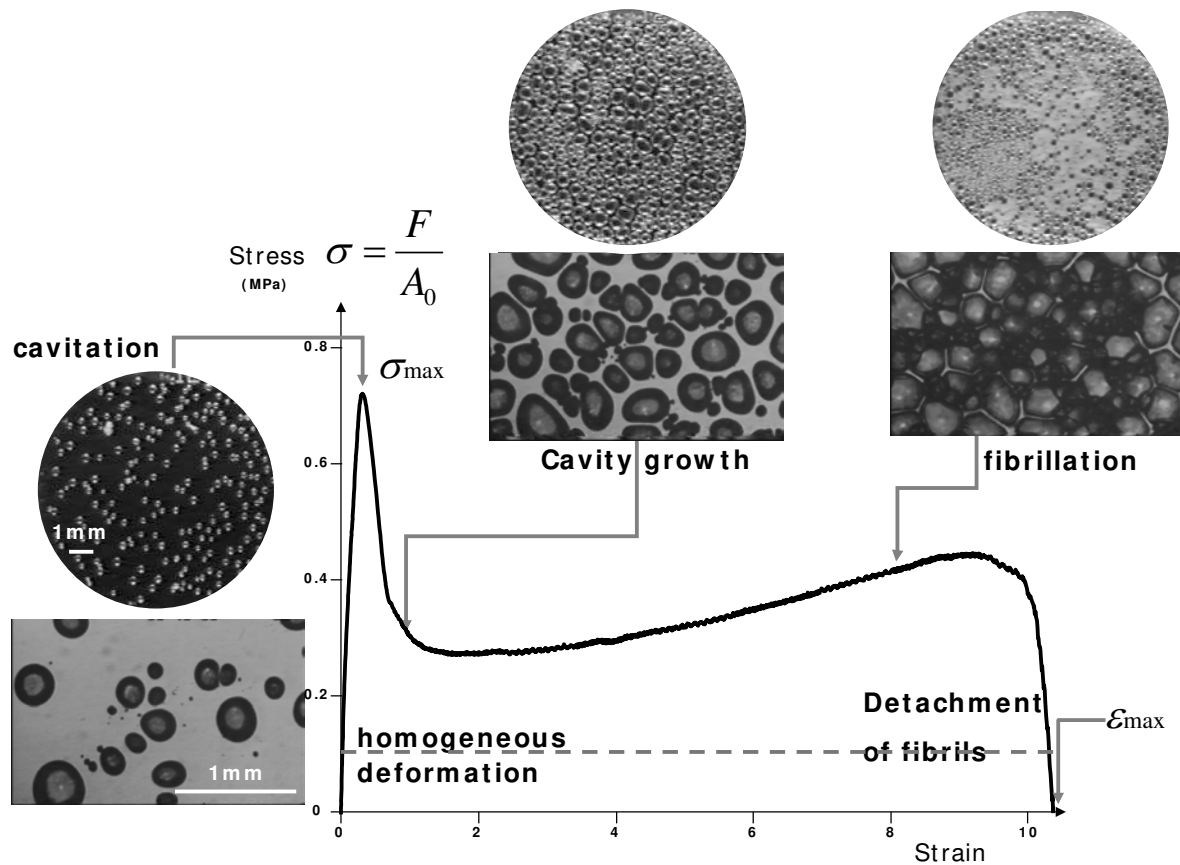 Stress σ = F / A₀
(MPa)
cavitation
0.8
σmax
Cavity growth
fibrillation
0.6
1mm
0.4
0.2
Detachment
of fibrils
εmax
homogeneous
deformation
1mm
0
0
2
4
6
8
10
Strain